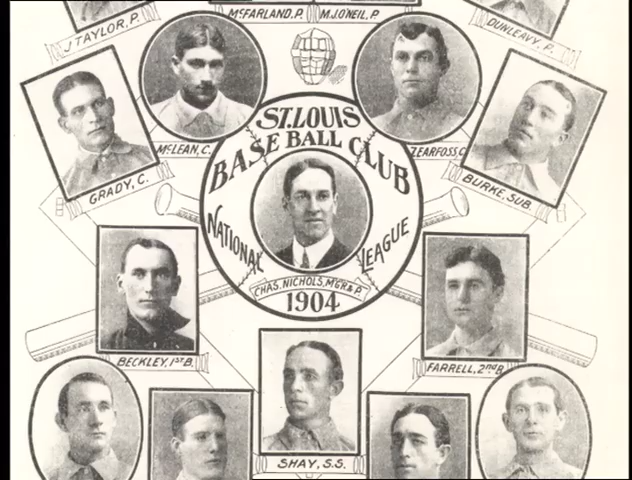 McFARLAND, P. M.J. O'NEIL, P.
J. TAYLOR, P.
DUNLEAVY, P.
ST. LOUIS
BASE BALL CLUB
McLEAN, C.
ZEARFOSS,
GRADY, C.
BURKE, SUB.
NATIONAL
LEAGUE
CHAS. NICHOLS, M'G'R & P.
1904
BECKLEY, 1ST B.
FARRELL, 2nd B
SHAY, S.S.